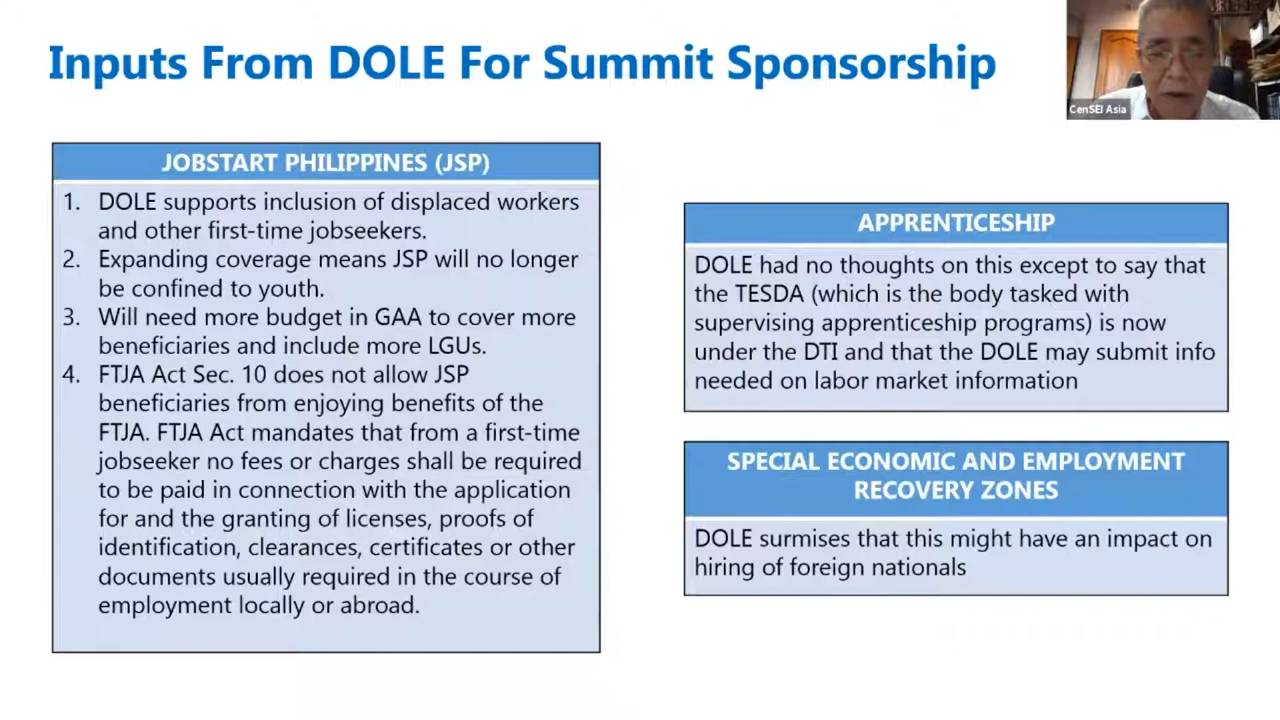 Inputs From DOLE For Summit Sponsorship
CenSEI Asia
JOBSTART PHILIPPINES (JSP)
1. DOLE supports inclusion of displaced workers
and other first-time jobseekers.
2. Expanding coverage means JSP will no longer
be confined to youth.
3. Will need more budget in GAA to cover more
beneficiaries and include more LGUs.
4. FTJA Act Sec. 10 does not allow JSP
beneficiaries from enjoying benefits of the
FTJA. FTJA Act mandates that from a first-time
jobseeker no fees or charges shall be required
to be paid in connection with the application
for and the granting of licenses, proofs of
identification, clearances, certificates or other
documents usually required in the course of
employment locally or abroad.
APPRENTICESHIP
DOLE had no thoughts on this except to say that
the TESDA (which is the body tasked with
supervising apprenticeship programs) is now
under the DTI and that the DOLE may submit info
needed on labor market information
SPECIAL ECONOMIC AND EMPLOYMENT
RECOVERY ZONES
DOLE surmises that this might have an impact on
hiring of foreign nationals